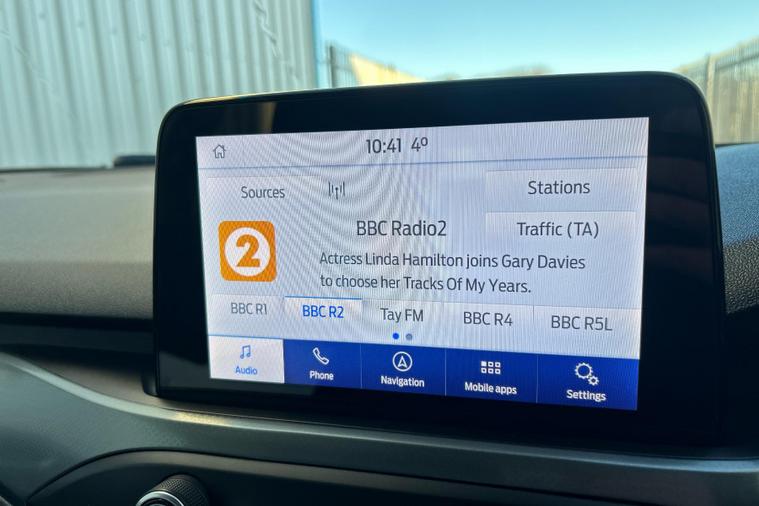 10:41 4º
Sources
Stations
BBC Radio2
Traffic (TA)
2
Actress Linda Hamilton joins Gary Davies
to choose her Tracks Of My Years.
BBC R1 BBC R2 Tay FM BBC R4 BBC R5L
Audio Phone Navigation Mobile apps Settings